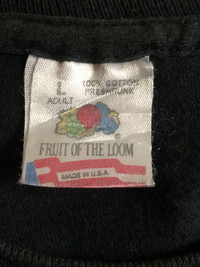 L
ADULT
100% COTTON
PRESHRUNK
®
FRUIT OF THE LOOM
MADE IN U.S.A.